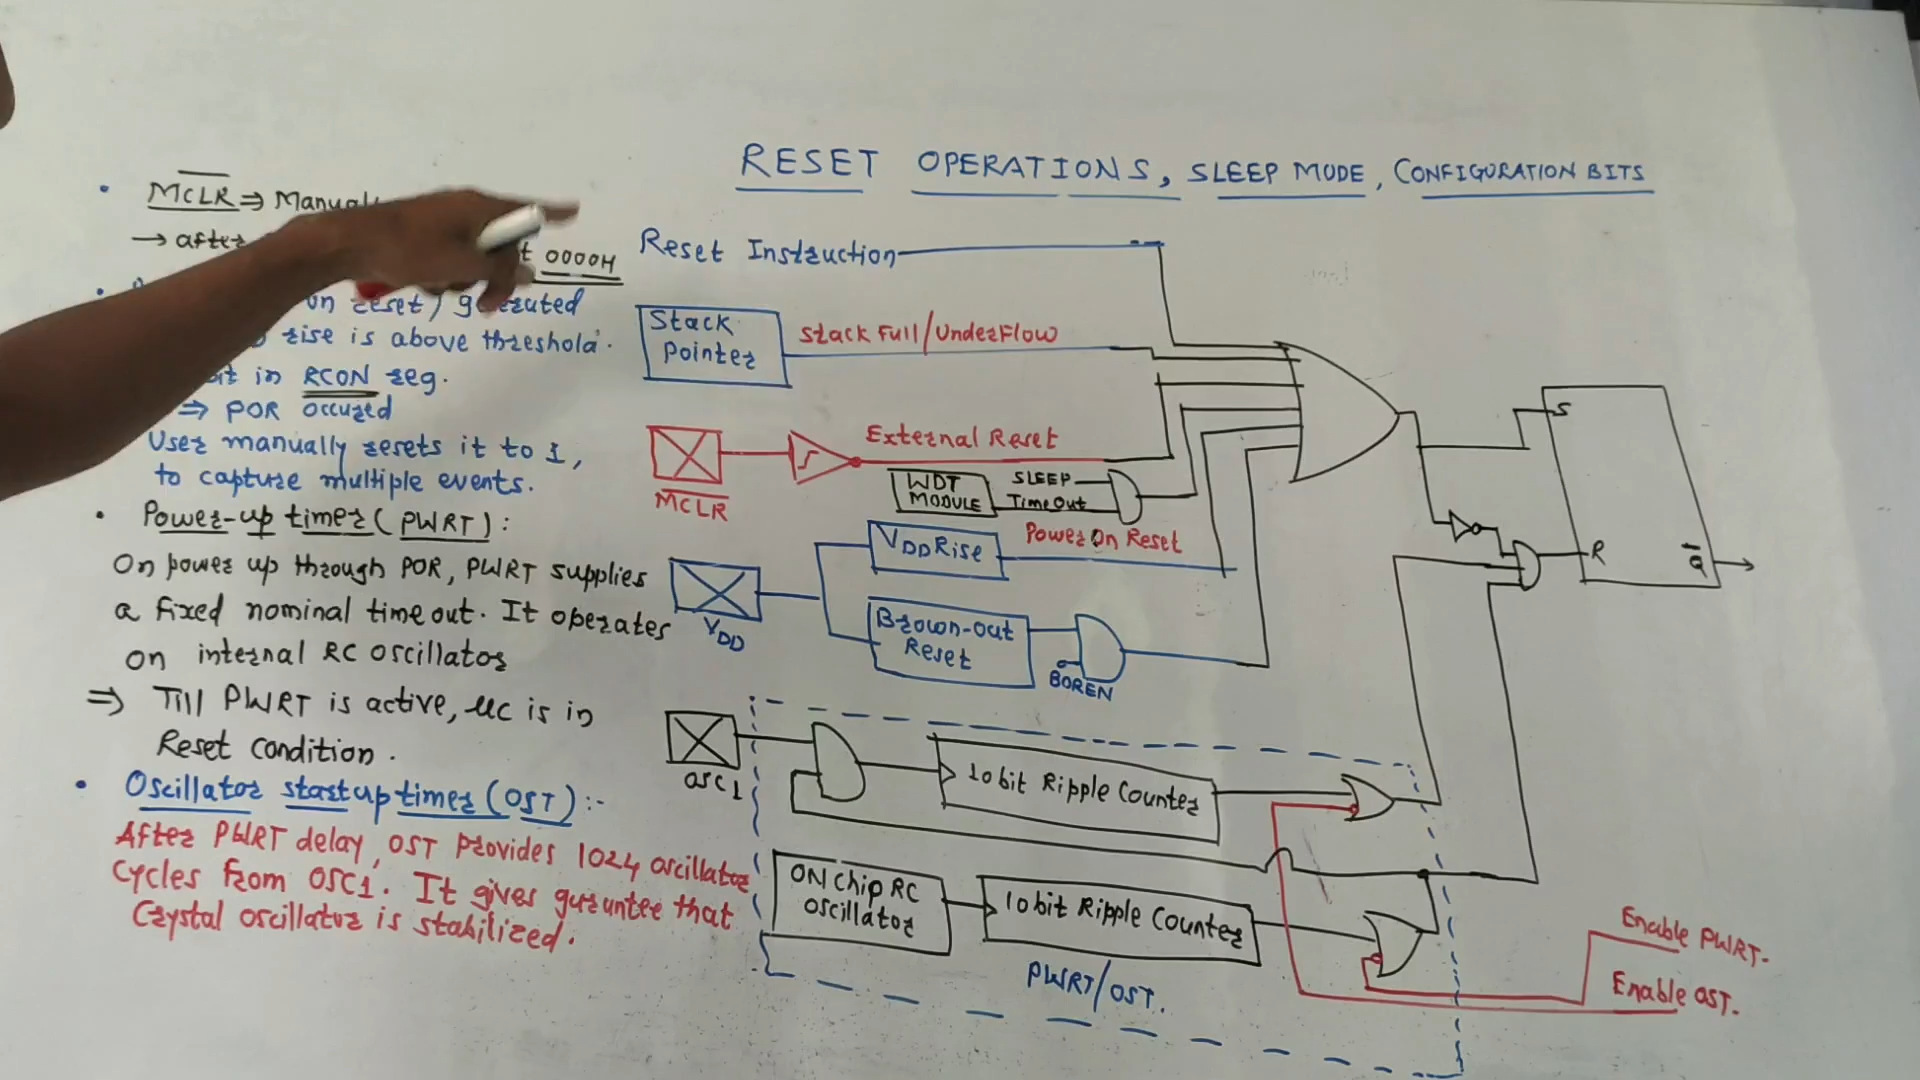 RESET OPERATIONS, SLEEP MODE, CONFIGURATION BITS
• MCLR ⇒ Manual
→ after
0000H
on reset) generated
rise is above threshold.
in RCON reg.
⇒ POR occured
User manually resets it to 1,
to capture multiple events.
• Power-up timer (PWRT):
On power up through POR, PWRT supplies
a fixed nominal time out. It operates
on internal RC oscillator
⇒ Till PWRT is active, μC is in
Reset condition.
• Oscillator startup timer (OST):-
After PWRT delay, OST provides 1024 oscillator
cycles from OSC1. It gives guruntee that
Crystal oscillator is stabilized.
Reset Instruction
Stack
Pointer
Stack Full/UnderFlow
External Reset
MCLR
WDT
MODULE
SLEEP
TimeOut
VDD Rise
Power On Reset
VDD
Brown-out
Reset
BOREN
OSC1
10 bit Ripple Counter
ON Chip RC
oscillator
10 bit Ripple Counter
PWRT/OST.
S
R
Q
Enable PWRT.
Enable OST.